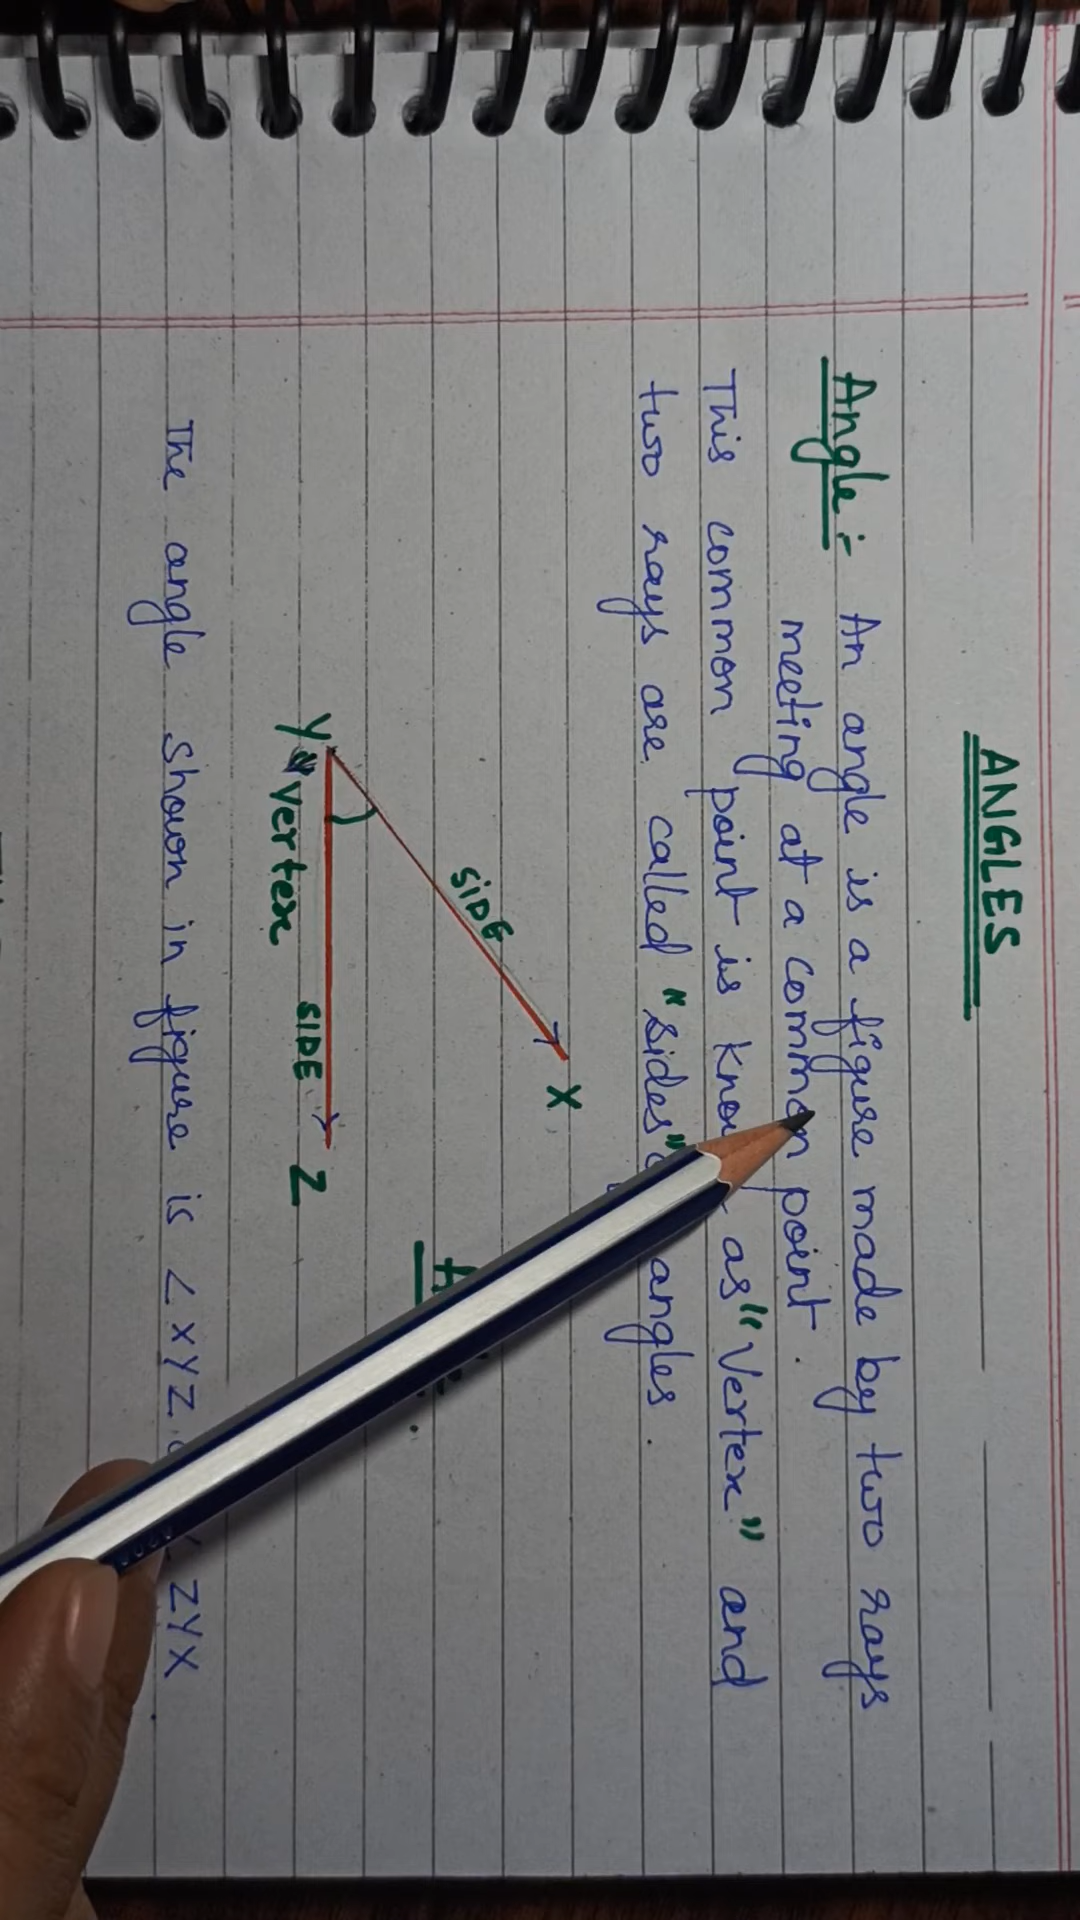 ANGLES
Angle :- An angle is a figure made by two rays
meeting at a common point .
This common point is as "Vertex" and
two rays are called "sides" angles .
X
SIDE
Y Z
SIDE
vertex
The angle shown in figure is ∠XYZ ZYX .